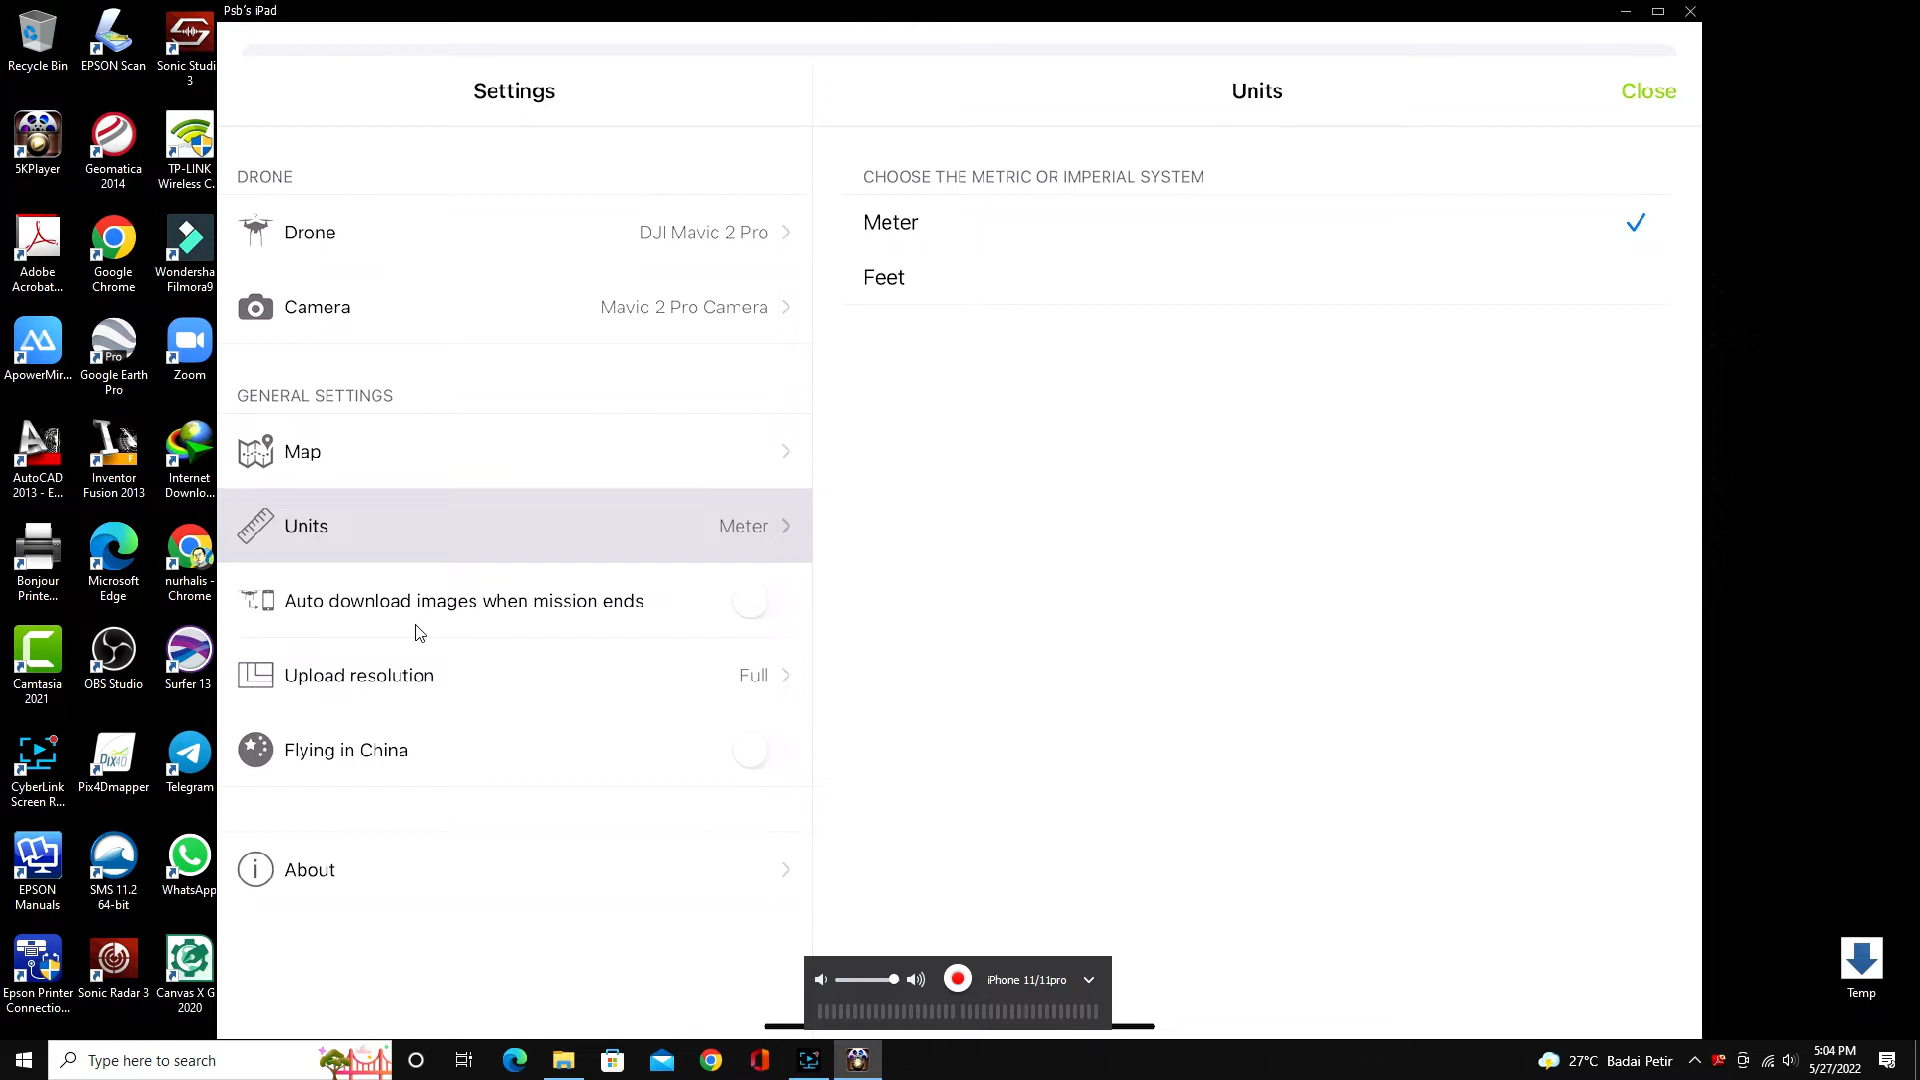 Psb's iPad
Recycle Bin
EPSON Scan
Sonic Studi
3
5KPlayer
Geomatica
2014
TP-LINK
Wireless C.
Adobe
Acrobat...
Google
Chrome
Wondersha
Filmora9
ApowerMir...
Pro
Google Earth
Pro
Zoom
AutoCAD
2013 - E...
Inventor
Fusion 2013
Internet
Downlo...
Bonjour
Printe...
Microsoft
Edge
nurhalis -
Chrome
Camtasia
2021
OBS Studio
Surfer 13
CyberLink
Screen R...
Pix4Dmapper
Telegram
EPSON
Manuals
SMS 11.2
64-bit
WhatsApp
Epson Printer
Connectio...
Sonic Radar 3
Canvas X G
2020
Settings
DRONE
Drone
DJI Mavic 2 Pro
Camera
Mavic 2 Pro Camera
GENERAL SETTINGS
Map
Units
Meter
Auto download images when mission ends
Upload resolution
Full
Flying in China
About
Units
Close
CHOOSE THE METRIC OR IMPERIAL SYSTEM
Meter
Feet
iPhone 11/11pro
Temp
Type here to search
27°C Badai Petir
5:04 PM
5/27/2022